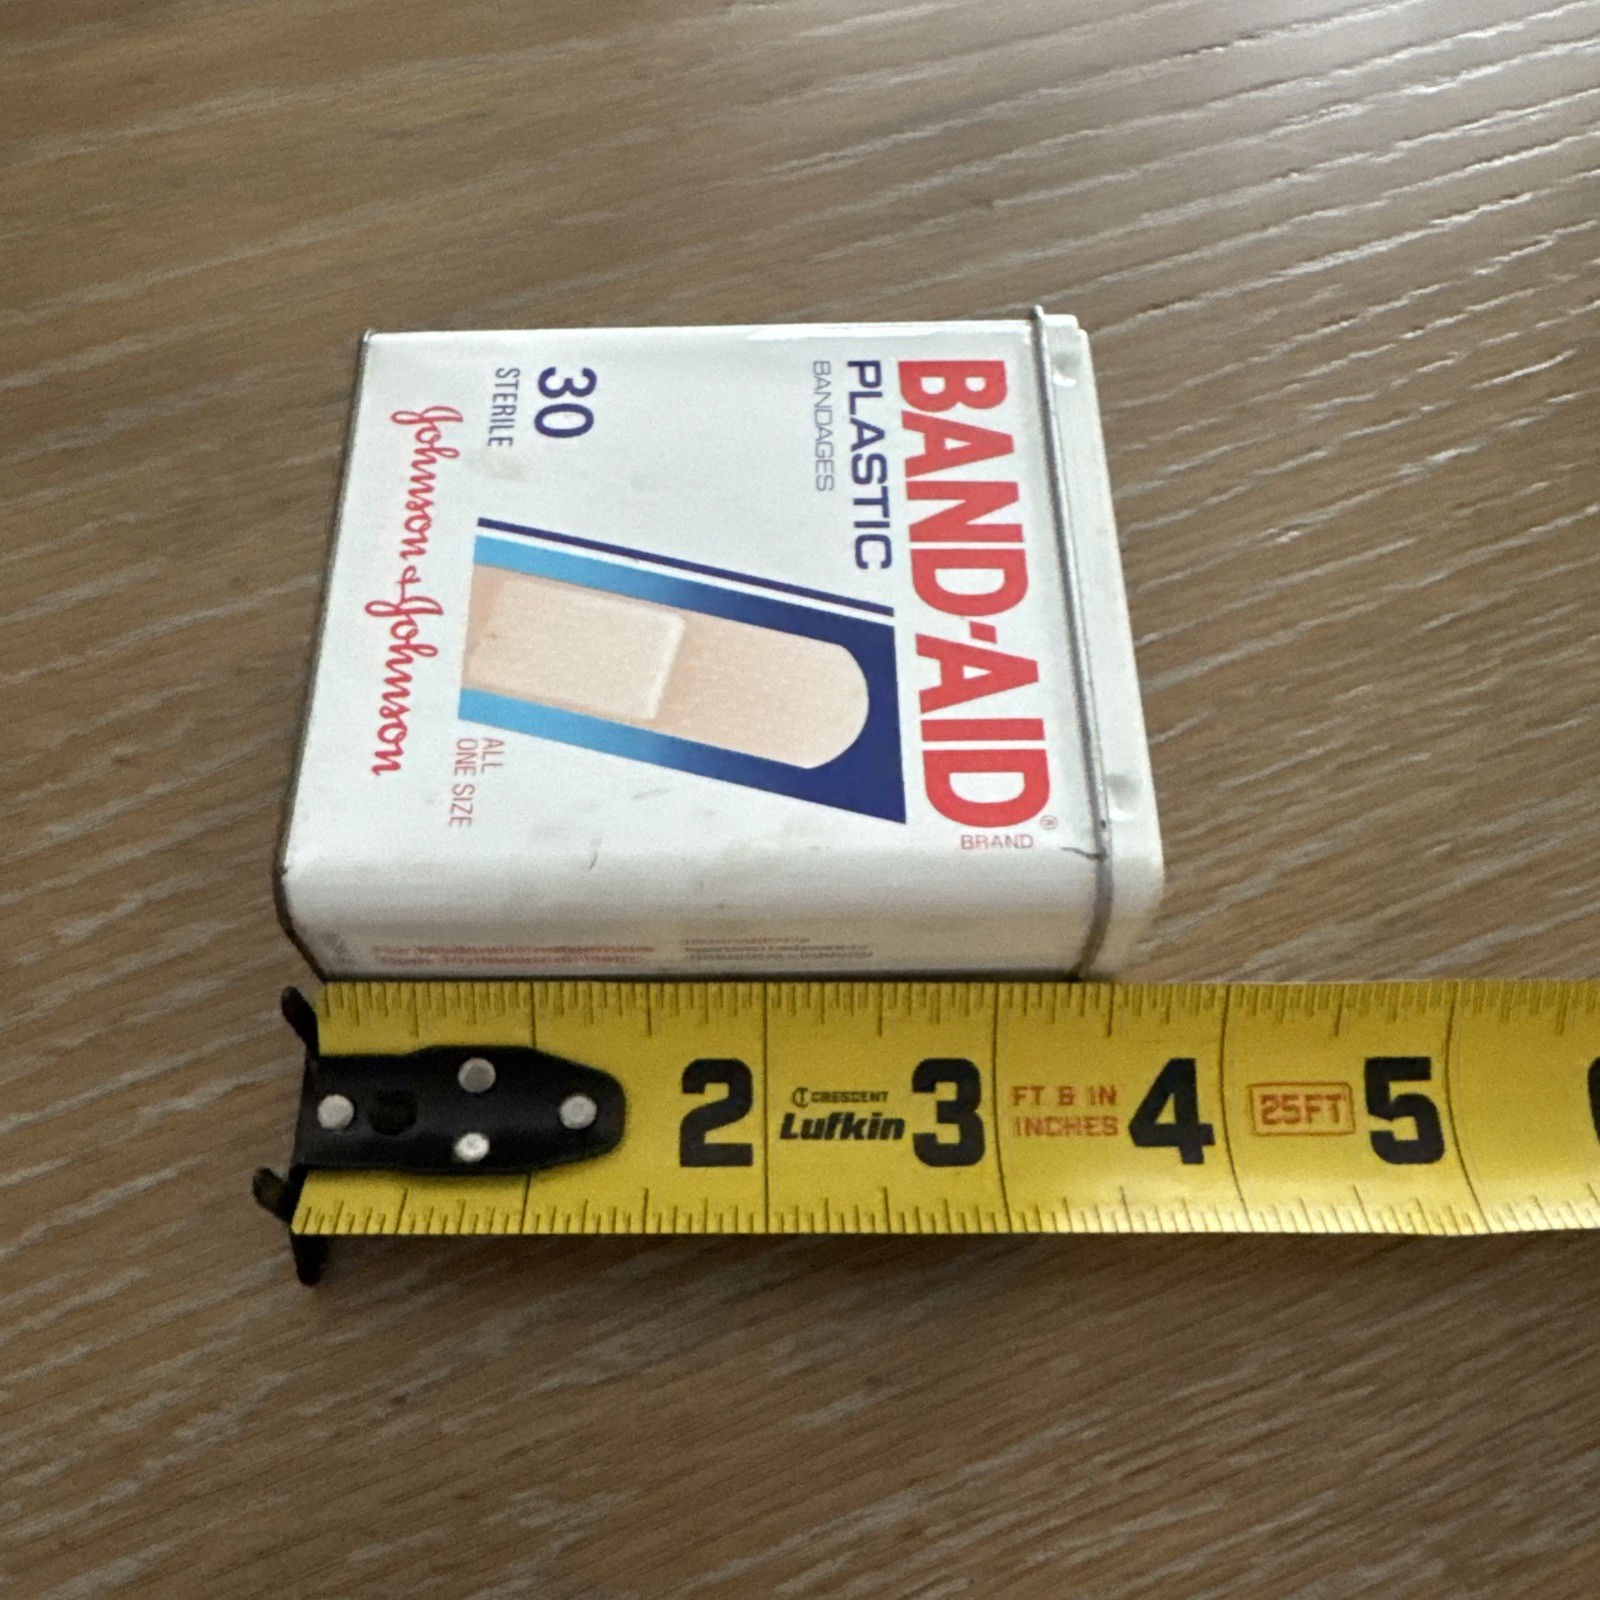 BAND-AID®
BRAND
PLASTIC
BANDAGES
30
STERILE
ALL
ONE SIZE
Johnson & Johnson
2
CRESCENT
Lufkin
3
FT & IN
INCHES
4
25FT
5